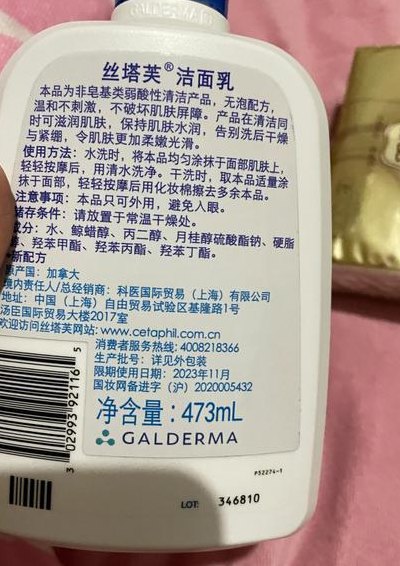 GALDERMA
丝塔芙® 洁面乳
本品为非皂基类弱酸性清洁产品，无泡配方，
温和不刺激，不破坏肌肤屏障。产品在清洁同
时可滋润肌肤，保持肌肤水润，告别洗后干燥
与紧绷，令肌肤更加柔嫩光滑。
使用方法：水洗时，将本品均匀涂抹于面部肌肤上，
轻轻按摩后，用清水洗净。干洗时，取本品适量涂
抹于面部，轻轻按摩后用化妆棉擦去多余本品。
注意事项：本品只可外用，避免入眼。
储存条件：请放置于常温干燥处。
成分：水、鲸蜡醇、丙二醇、月桂醇硫酸酯钠、硬脂
醇、羟苯甲酯、羟苯丙酯、羟苯丁酯。
新配方
原产国：加拿大
境内责任人/总经销商：科医国际贸易（上海）有限公司
地址：中国（上海）自由贸易试验区基隆路1号
汤臣国际贸易大楼2017室
欢迎访问丝塔芙网站：www.cetaphil.com.cn
消费者服务热线：4008218366
生产批号：详见外包装
限期使用日期：2023年11月
国妆网备进字（沪）2020005432
净含量：473mL
GALDERMA
3 02993 92116 5
P52274-1
LOT: 346810